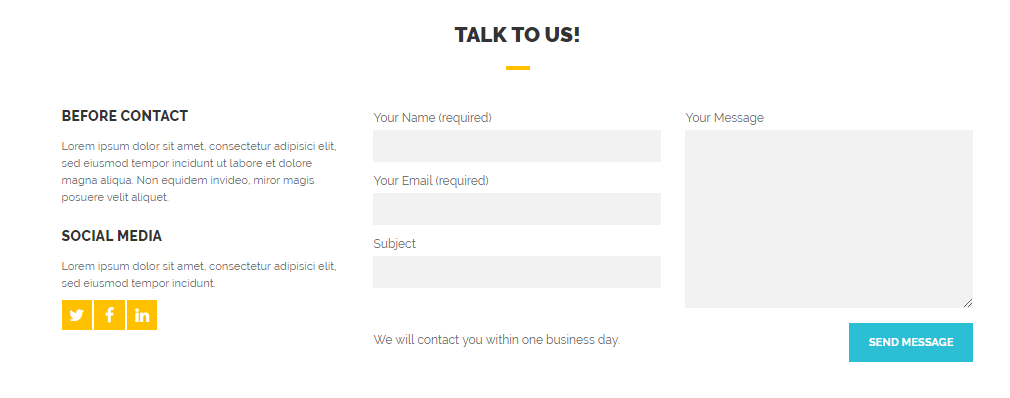 TALK TO US!
BEFORE CONTACT
Lorem ipsum dolor sit amet, consectetur adipisici elit,
sed eiusmod tempor incidunt ut labore et dolore
magna aliqua. Non equidem invideo, miror magis
posuere velit aliquet.
SOCIAL MEDIA
Lorem ipsum dolor sit amet, consectetur adipisici elit,
sed eiusmod tempor incidunt.
Your Name (required)
Your Email (required)
Subject
We will contact you within one business day.
Your Message
SEND MESSAGE